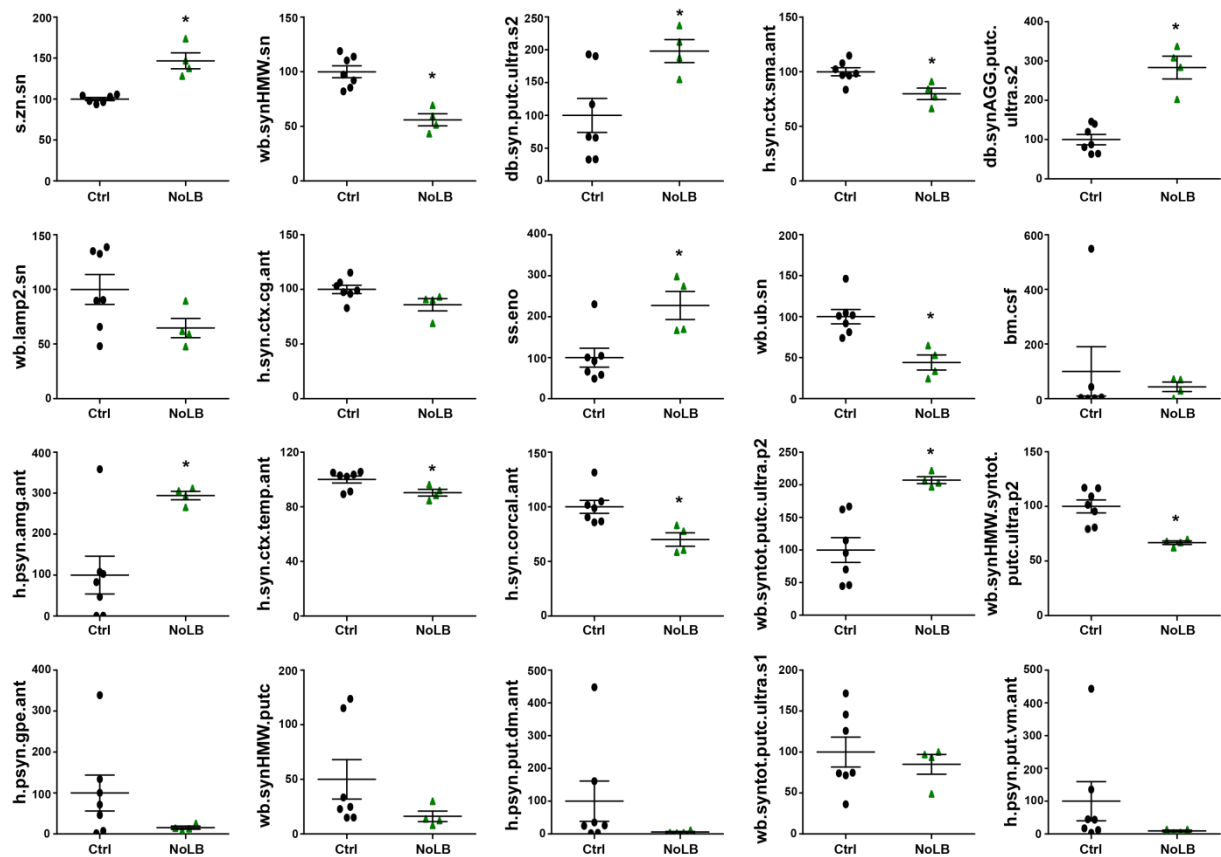 s.zn.sn
200
150
100
50
0
*
Ctrl
NoLB
wb.synHMW.sn
150
100
50
0
*
Ctrl
NoLB
db.syn.putc.ultra.s2
250
200
150
100
50
0
*
Ctrl
NoLB
h.syn.ctx.sma.ant
100
100
50
0
*
Ctrl
NoLB
db.synAGG.putc.
ultra.s2
400
300
200
100
0
*
Ctrl
NoLB
wb.lamp2.sn
150
100
50
0
Ctrl
NoLB
h.syn.ctx.cg.ant
100
100
50
0
Ctrl
NoLB
ss.eno
400
300
200
100
0
*
Ctrl
NoLB
wb.ub.sn
200
150
100
50
0
*
Ctrl
NoLB
bm.csf
600
400
200
0
Ctrl
NoLB
h.psyn.amg.ant
400
300
200
100
0
*
Ctrl
NoLB
h.syn.ctx.temp.ant
120
100
80
40
0
*
Ctrl
NoLB
h.syn.corcal.ant
150
100
50
0
*
Ctrl
NoLB
wb.syntot.putc.ultra.p2
250
200
150
100
50
0
*
Ctrl
NoLB
wb.synHMW.syntot.
putc.ultra.p2
150
100
50
0
*
Ctrl
NoLB
h.psyn.gpe.ant
400
300
200
100
0
Ctrl
NoLB
wb.synHMW.putc
200
100
50
0
Ctrl
NoLB
h.psyn.put.dm.ant
500
400
300
200
100
0
Ctrl
NoLB
wb.syntot.putc.ultra.s1
200
150
100
50
0
Ctrl
NoLB
h.psyn.put.vm.ant
500
400
300
200
100
0
Ctrl
NoLB